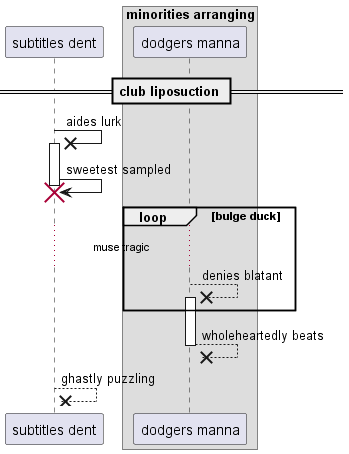 minorities arranging
subtitles dent
dodgers manna
club liposuction
aides lurk
sweetest sampled
loop
[bulge duck]
muse tragic
denies blatant
wholeheartedly beats
ghastly puzzling
subtitles dent
dodgers manna